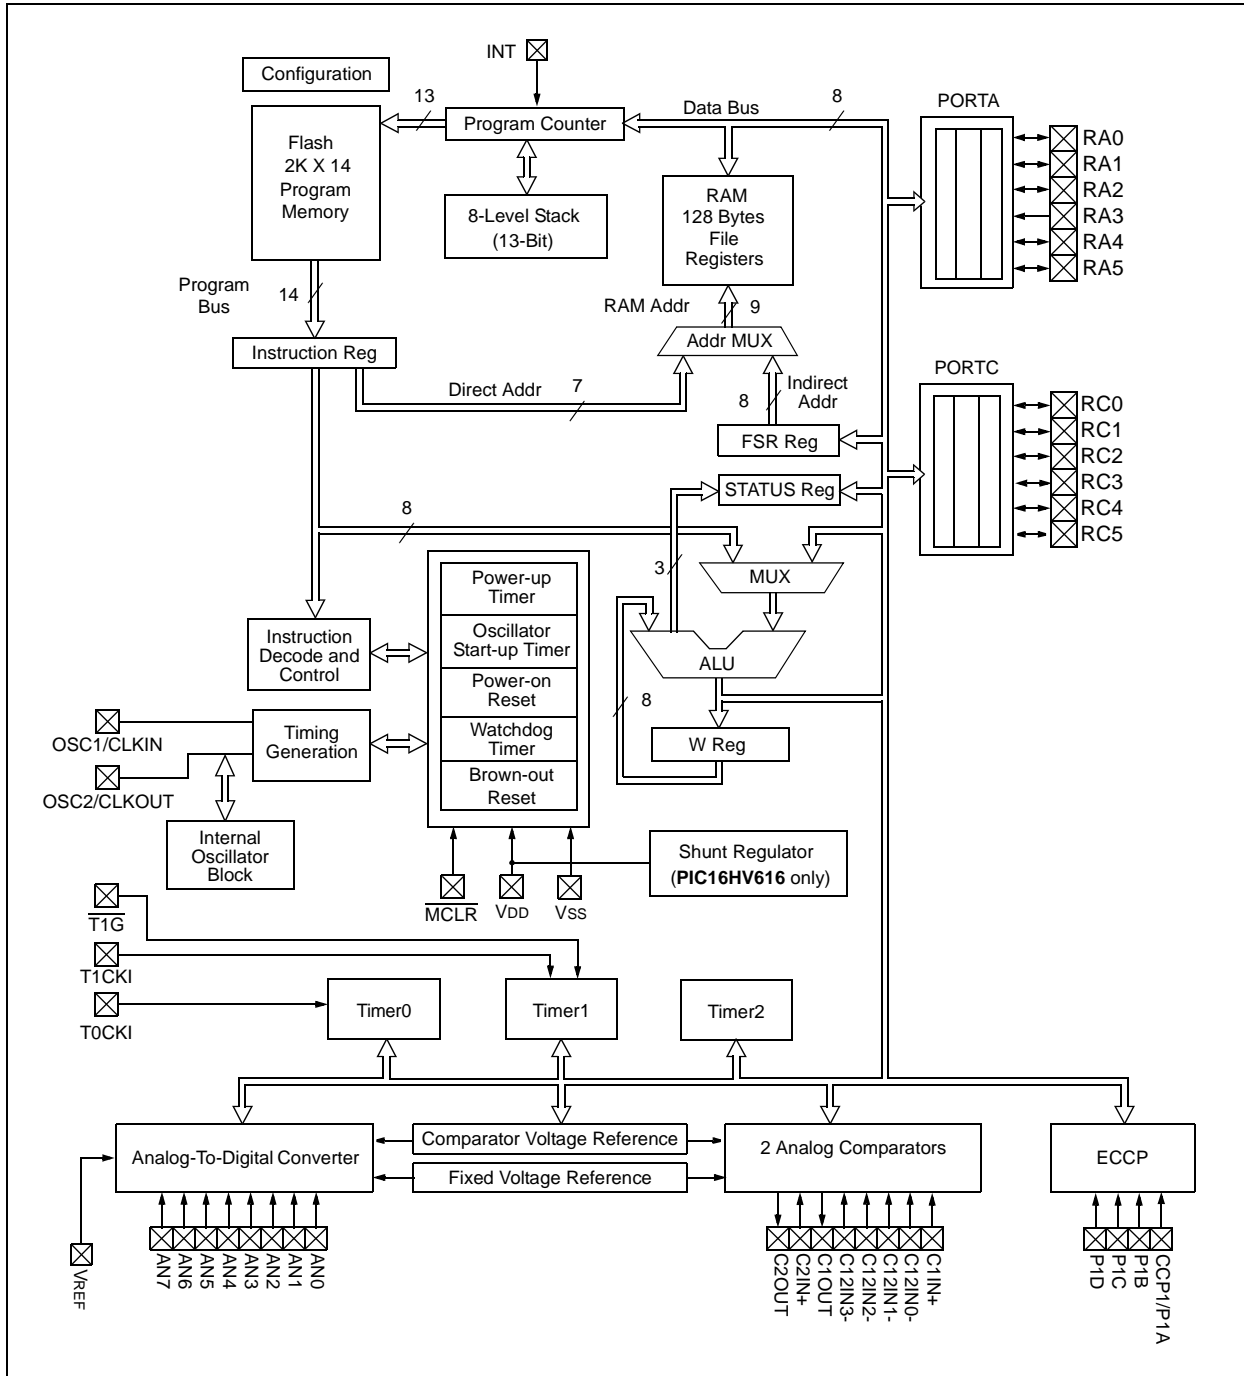 INT
Configuration
13
Program Counter
Data Bus
8
PORTA
Flash
2K X 14
Program
Memory
8-Level Stack
(13-Bit)
RAM
128 Bytes
File
Registers
RA0
RA1
RA2
RA3
RA4
RA5
Program
Bus
14
RAM Addr
9
Addr MUX
Instruction Reg
Direct Addr
7
Indirect
Addr
8
FSR Reg
PORTC
RC0
RC1
RC2
RC3
RC4
RC5
STATUS Reg
8
3
MUX
Power-up
Timer
Oscillator
Start-up Timer
Power-on
Reset
Watchdog
Timer
Brown-out
Reset
Instruction
Decode and
Control
ALU
8
W Reg
OSC1/CLKIN
Timing
Generation
OSC2/CLKOUT
Internal
Oscillator
Block
Shunt Regulator
(PIC16HV616 only)
MCLR
VDD
VSS
T1G
T1CKI
T0CKI
Timer0
Timer1
Timer2
Analog-To-Digital Converter
Comparator Voltage Reference
Fixed Voltage Reference
2 Analog Comparators
ECCP
VREF
AN7
AN6
AN5
AN4
AN3
AN2
AN1
AN0
C2OUT
C2IN+
C1OUT
C12IN3-
C12IN2-
C12IN1-
C12IN0-
C1IN+
P1D
P1C
P1B
CCP1/P1A